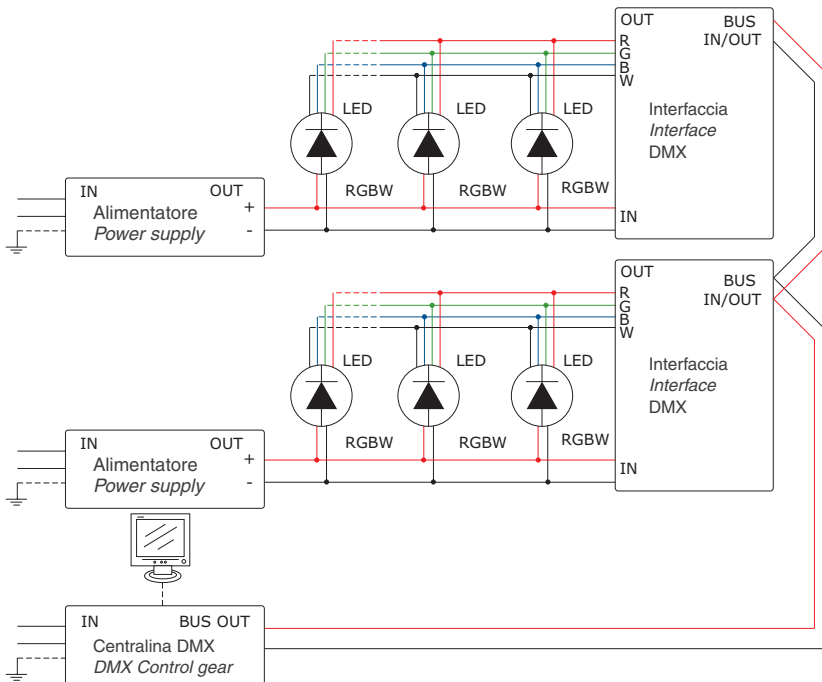 OUT BUS
IN/OUT
R
G
B
W
LED LED LED
Interfaccia
Interface
DMX
RGBW RGBW RGBW
IN OUT
+
Alimentatore
Power supply -
IN
OUT BUS
IN/OUT
R
G
B
W
LED LED LED
Interfaccia
Interface
DMX
RGBW RGBW RGBW
IN OUT
+
Alimentatore
Power supply -
IN
IN BUS OUT
Centralina DMX
DMX Control gear